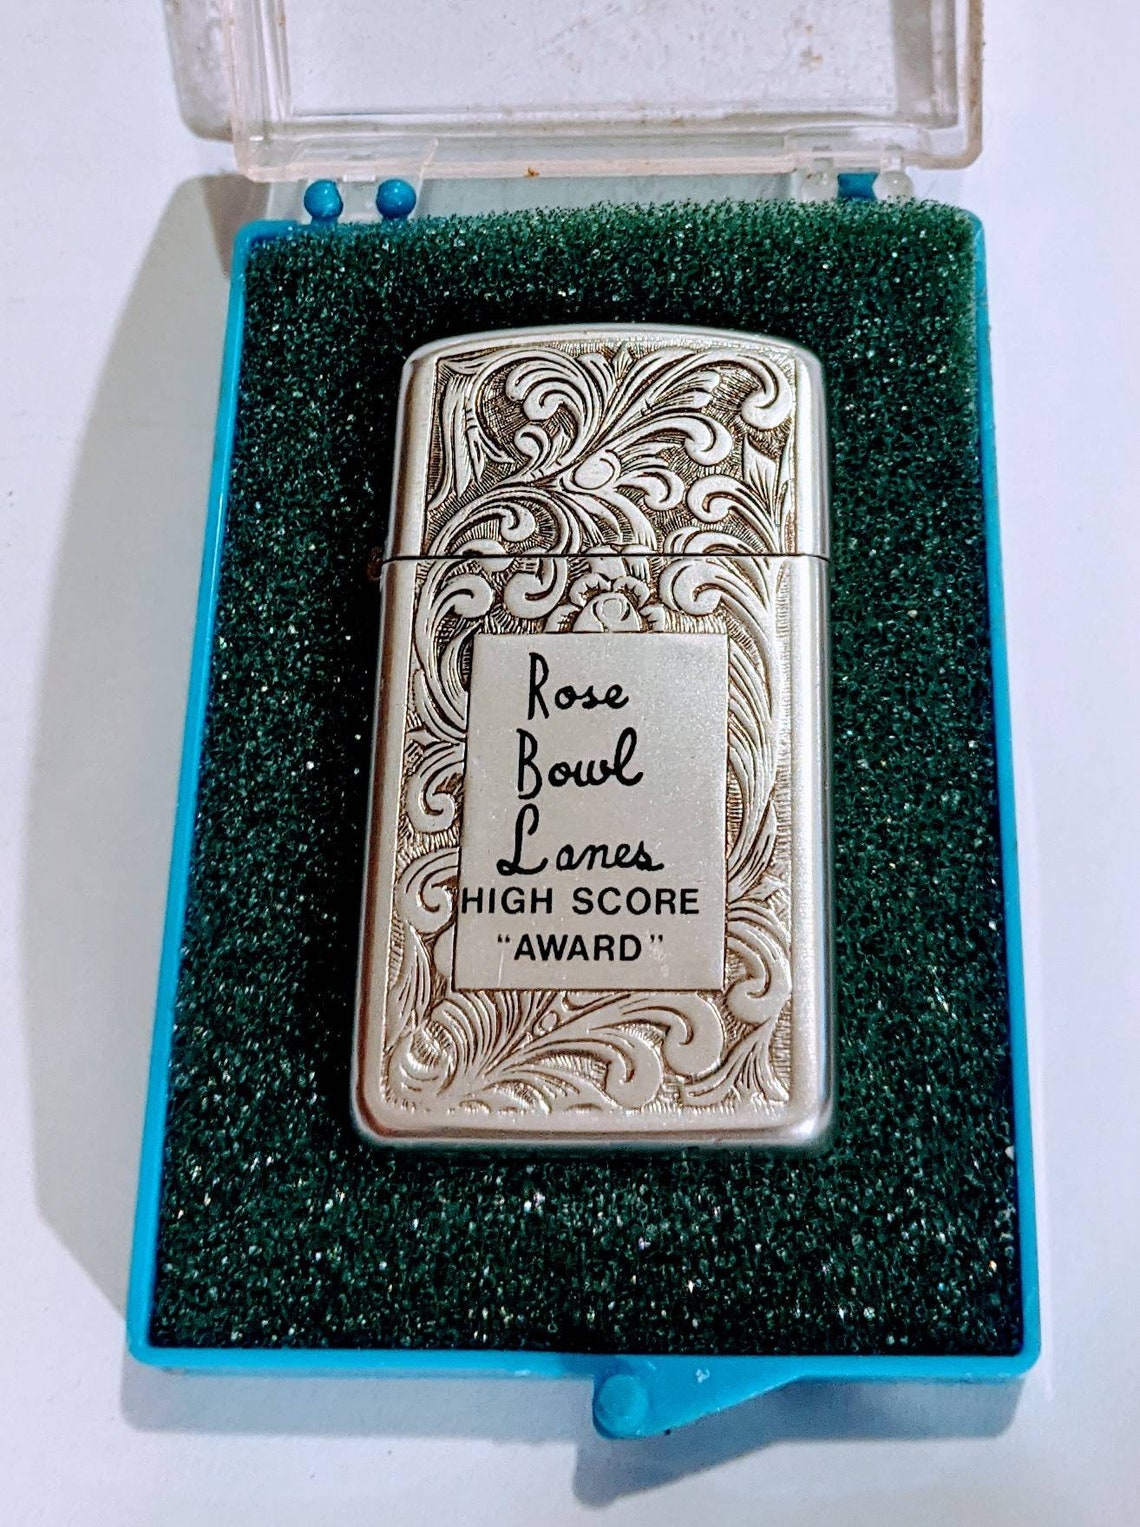 Rose
Bowl
Lanes
HIGH SCORE
"AWARD"